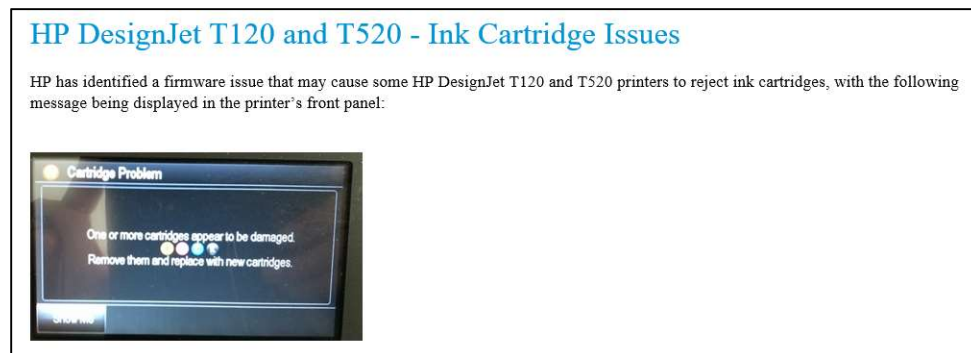 HP DesignJet T120 and T520 - Ink Cartridge Issues
HP has identified a firmware issue that may cause some HP DesignJet T120 and T520 printers to reject ink cartridges, with the following
message being displayed in the printer's front panel:
Cartridge Problem
One or more cartridges appear to be damaged.
Remove them and replace with new cartridges.
Show Me